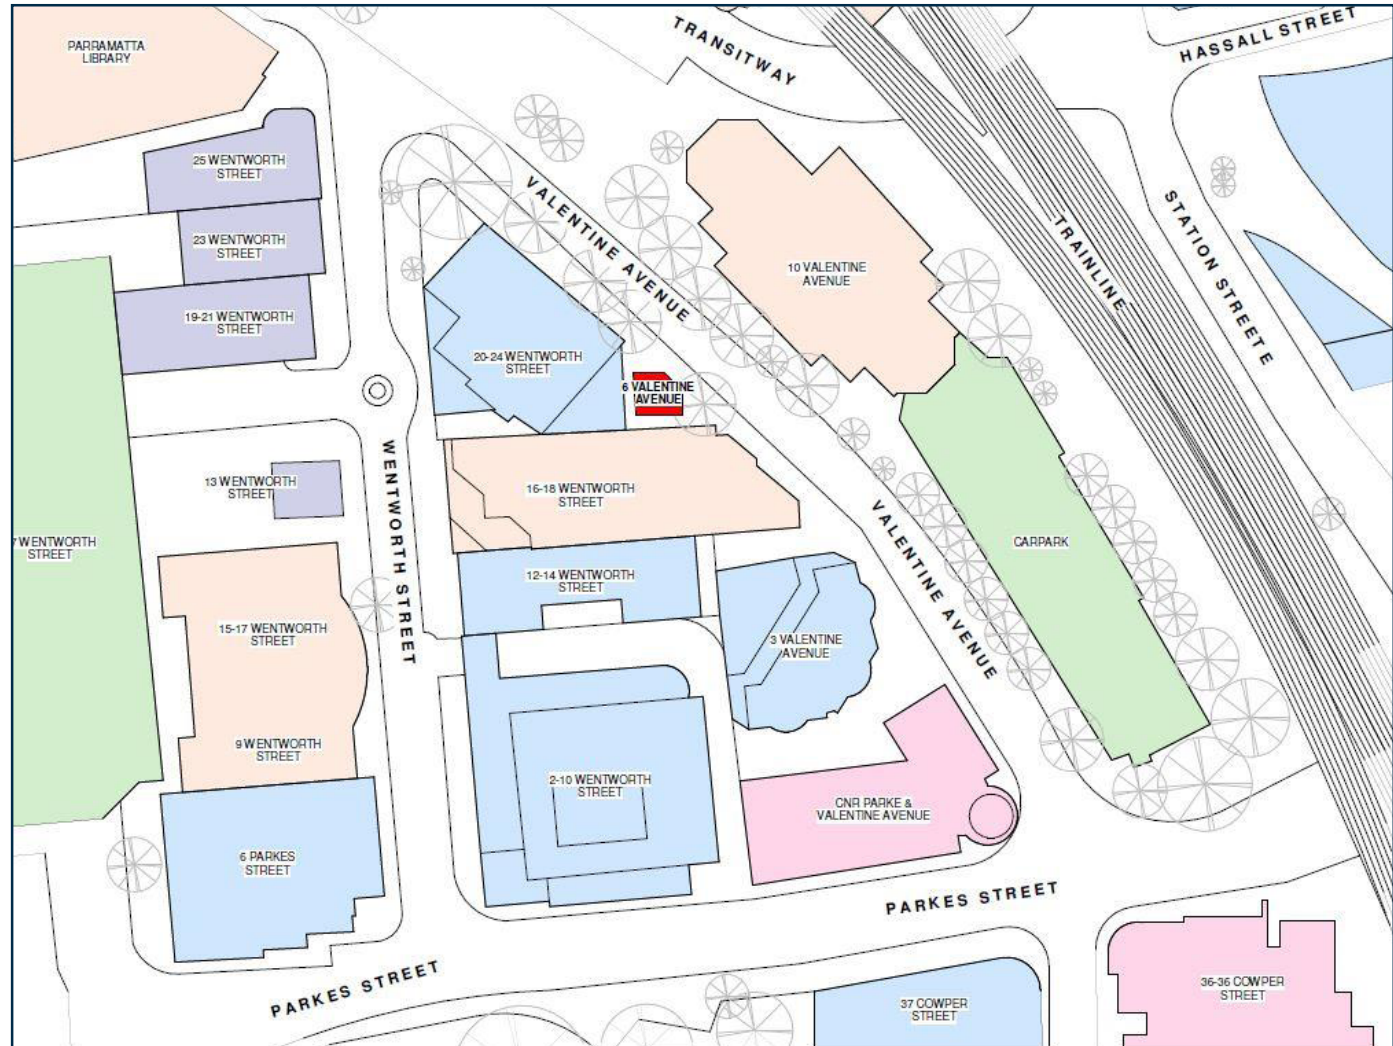 PARRAMATTA
LIBRARY
TRANSITWAY
HASSALL STREET
25 WENTWORTH
STREET
VALENTINE AVENUE
STATION STREETE
23 WENTWORTH
STREET
TRAINLINE
10 VALENTINE
AVENUE
19-21 WENTWORTH
STREET
20-24 WENTWORTH
STREET
6 VALENTINE
AVENUE
WENTWORTH STREET
13 WENTWORTH
STREET
16-18 WENTWORTH
STREET
VALENTINE AVENUE
7 WENTWORTH
STREET
CARPARK
12-14 WENTWORTH
STREET
15-17 WENTWORTH
STREET
3 VALENTINE
AVENUE
9 WENTWORTH
STREET
2-10 WENTWORTH
STREET
CNR PARKE &
VALENTINE AVENUE
6 PARKES
STREET
PARKES STREET
PARKES STREET
36-36 COWPER
STREET
37 COWPER
STREET